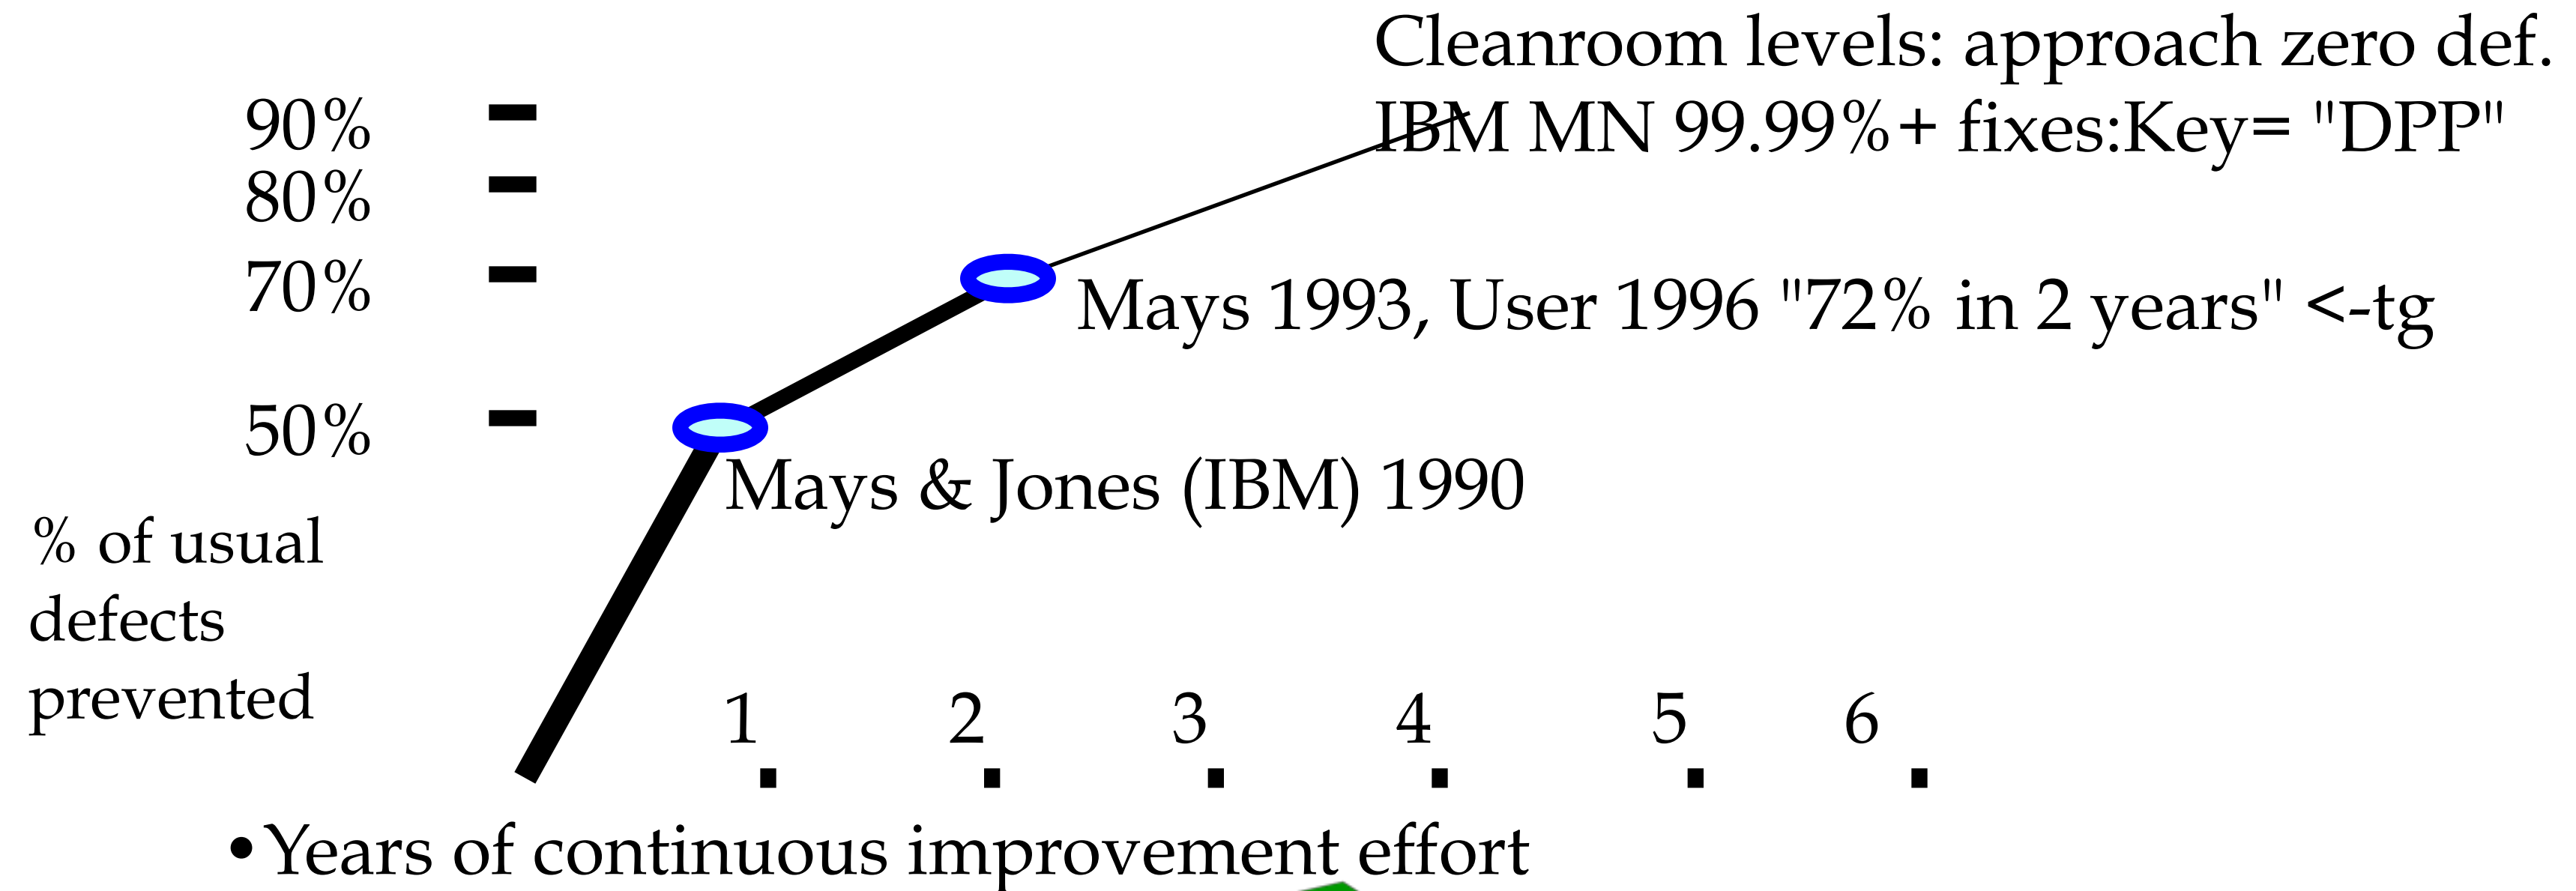 Cleanroom levels: approach zero def.
90%
IBM MN 99.99%+ fixes:Key= "DPP"
80%
70%
Mays 1993, User 1996 "72% in 2 years" <-tg
50%
Mays & Jones (IBM) 1990
% of usual
defects
prevented
1 2 3 4 5 6
•Years of continuous improvement effort